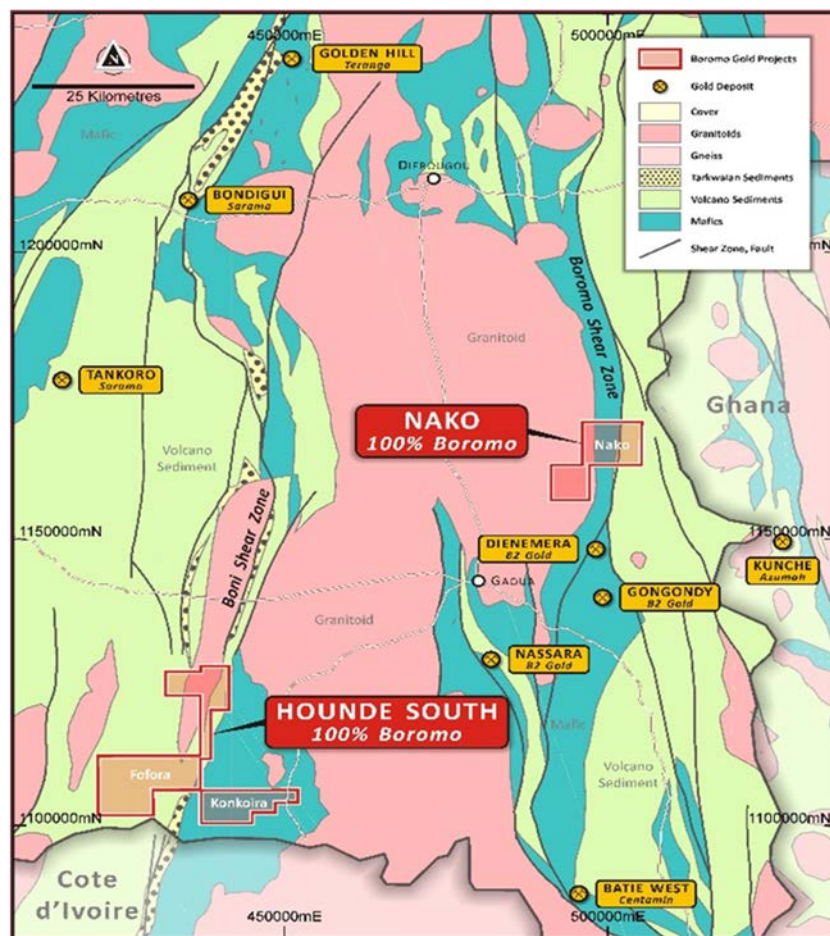 450000mE
500000mE
GOLDEN HILL
Teranga
25 Kilometres
Mafic
Boromo Gold Projects
Gold Deposit
Cover
Granitoids
Gneiss
Tarkwaian Sediments
Volcano Sediments
Mafics
Shear Zone, Fault
DIEBOUGOU
BONDIGUI
Sarama
1200000mN
1200000mN
Boromo Shear Zone
Granitoid
TANKORO
Sarama
Ghana
NAKO
100% Boromo
Nako
Volcano
Sediment
Boni Shear Zone
1150000mN
1150000mN
DIENEMERA
B2 Gold
KUNCHE
Azumah
GAOUA
GONGONDY
B2 Gold
Granitoid
NASSARA
B2 Gold
HOUNDE SOUTH
100% Boromo
Mafic
Fofora
Volcano
Sediment
Konkoira
1100000mN
1100000mN
Cote
d'Ivoire
BATIE WEST
Centamin
450000mE
500000mE